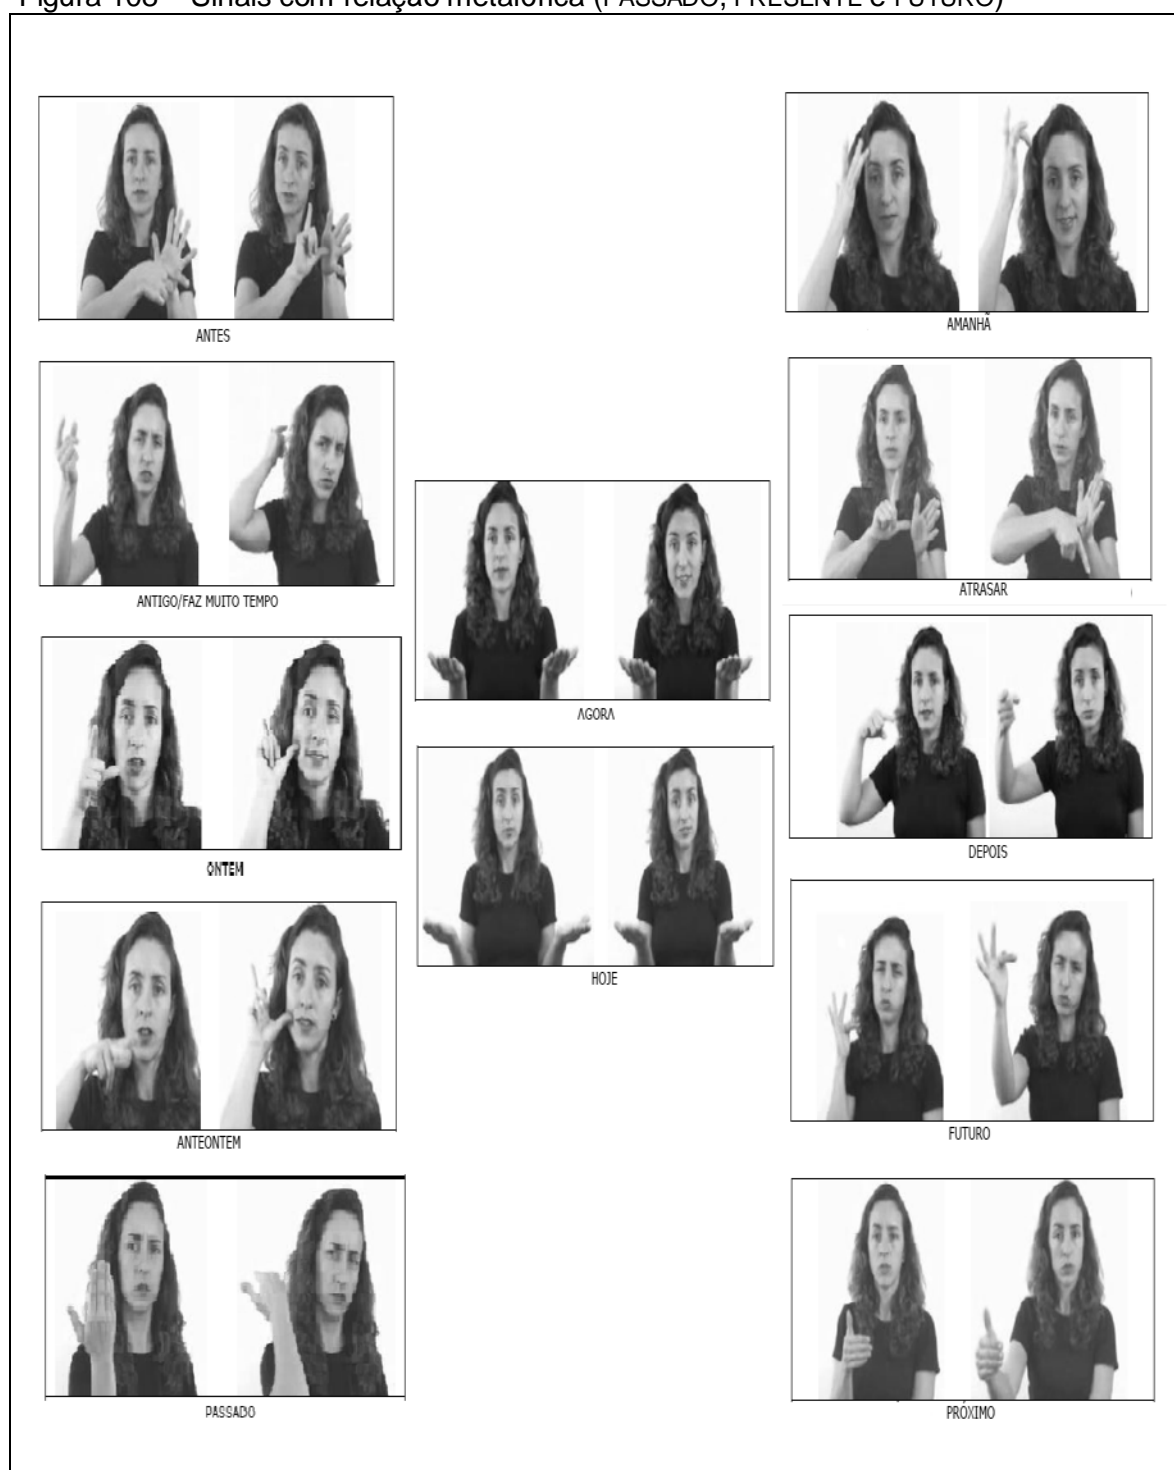 Figura 108 – Sinais com relação metafórica (PASSADO, PRESENTE e FUTURO)
ANTES
ANTIGO/FAZ MUITO TEMPO
ONTEM
ANTEONTEM
PASSADO
AGORA
HOJE
AMANHÃ
ATRASAR
DEPOIS
FUTURO
PRÓXIMO